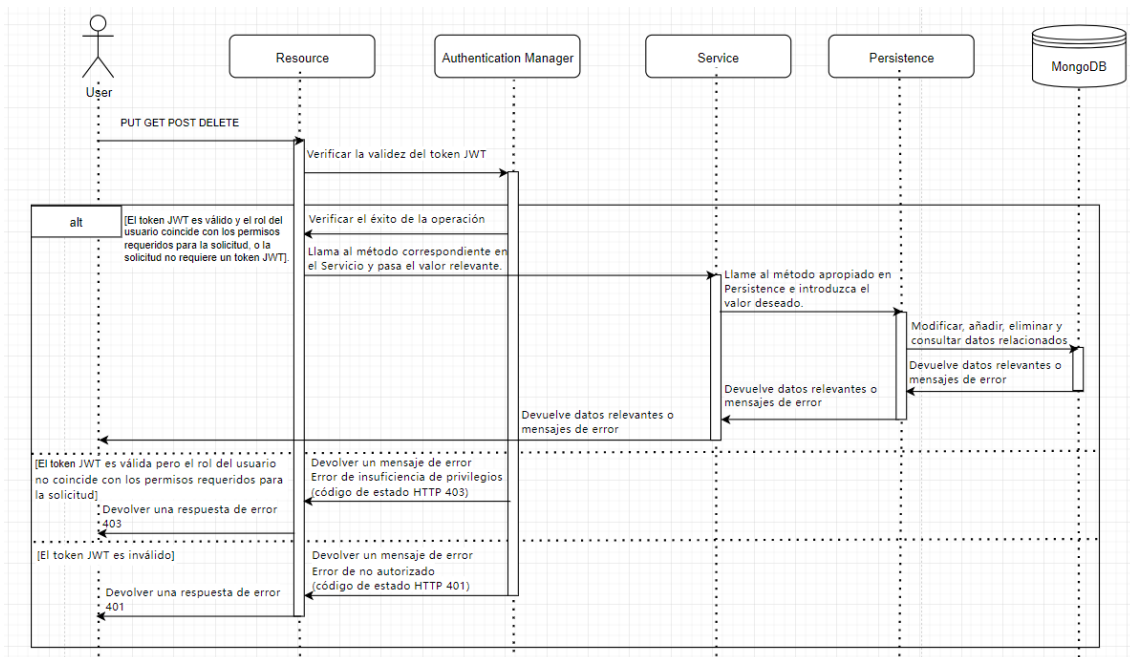 User
Resource
Authentication Manager
Service
Persistence
MongoDB
PUT GET POST DELETE
Verificar la validez del token JWT
alt
[El token JWT es válido y el rol del
usuario coincide con los permisos
requeridos para la solicitud, o la
solicitud no requiere un token JWT].
Verificar el éxito de la operación
Llama al método correspondiente en
el Servicio y pasa el valor relevante.
Llame al método apropiado en
Persistence e introduzca el
valor deseado.
Modificar, añadir, eliminar y
consultar datos relacionados
Devuelve datos relevantes o
mensajes de error
Devuelve datos relevantes o
mensajes de error
Devuelve datos relevantes o
mensajes de error
[El token JWT es válida pero el rol del usuario
no coincide con los permisos requeridos para
la solicitud]
Devolver un mensaje de error
Error de insuficiencia de privilegios
(código de estado HTTP 403)
Devolver una respuesta de error
403
[El token JWT es inválido]
Devolver un mensaje de error
Error de no autorizado
(código de estado HTTP 401)
Devolver una respuesta de error
401